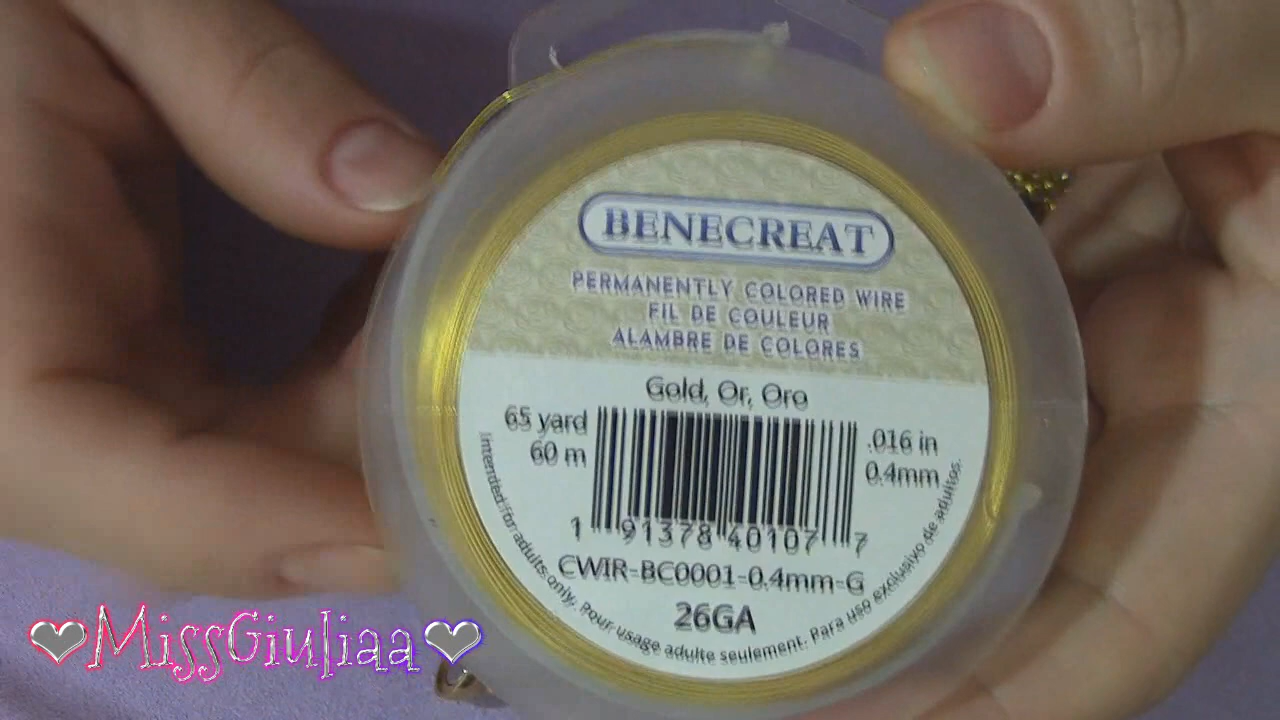 BENECREAT
PERMANENTLY COLORED WIRE
FIL DE COULEUR
ALAMBRE DE COLORES
Gold, Or, Oro
65 yard
60 m
.016 in
0.4mm
1 91378 40107 7
CWIR-BC0001-0.4mm-G
26GA
Intended for adults only. Pour usage adulte seulement. Para uso exclusivo de adultos.
MissGiuliaa